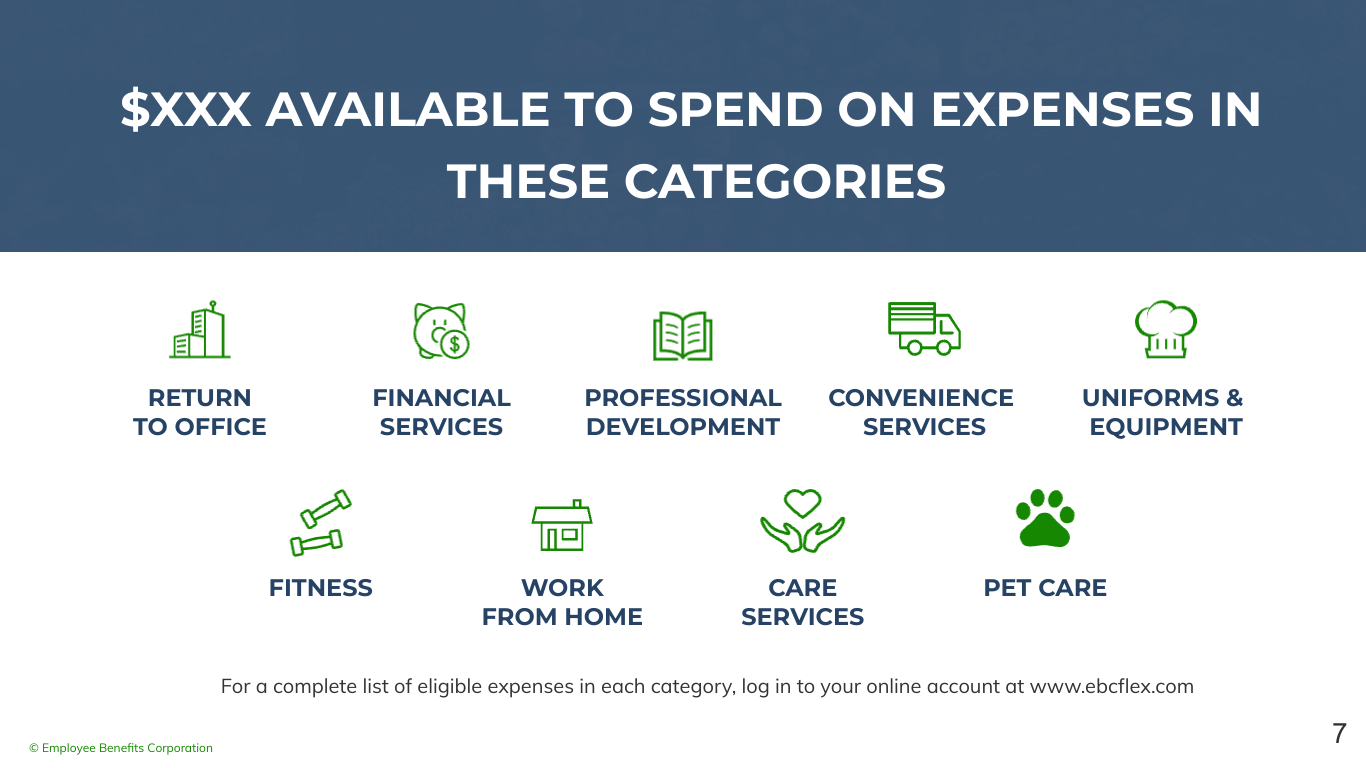 $XXX AVAILABLE TO SPEND ON EXPENSES IN
THESE CATEGORIES
$
RETURN
TO OFFICE
FINANCIAL
SERVICES
PROFESSIONAL
DEVELOPMENT
CONVENIENCE
SERVICES
UNIFORMS &
EQUIPMENT
FITNESS
WORK
FROM HOME
CARE
SERVICES
PET CARE
For a complete list of eligible expenses in each category, log in to your online account at www.ebcflex.com
© Employee Benefits Corporation
7